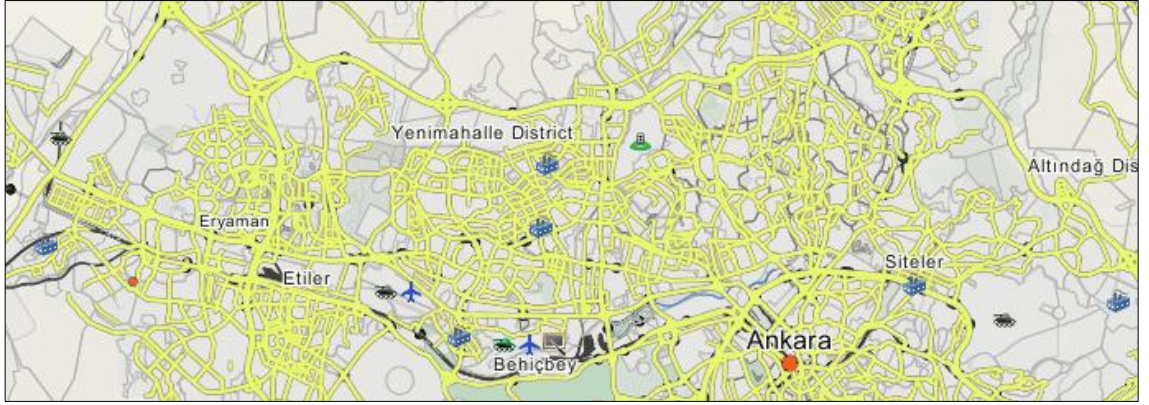 Yenimahalle District
Altındağ Dis
Eryaman
Siteler
Etiler
Ankara
Behiçbey